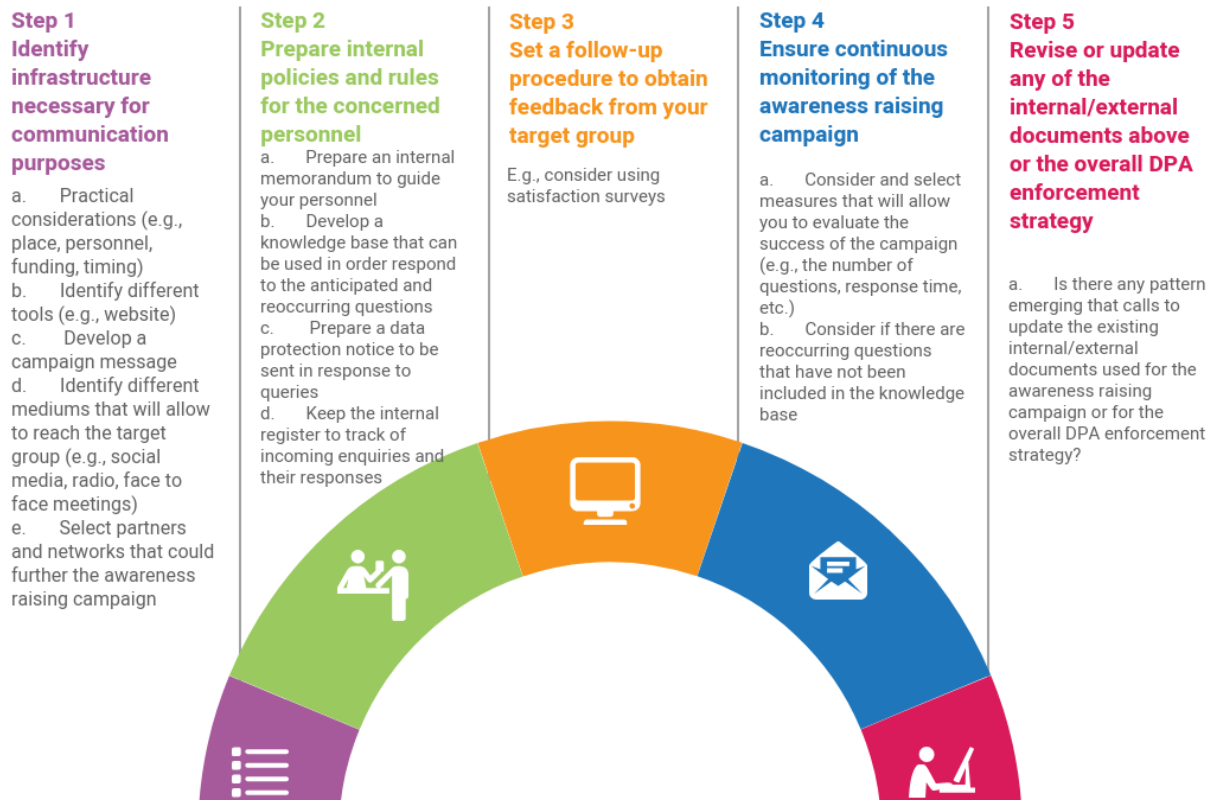 Step 1
Identify
infrastructure
necessary for
communication
purposes
a. Practical
considerations (e.g.,
place, personnel,
funding, timing)
b. Identify different
tools (e.g., website)
c. Develop a
campaign message
d. Identify different
mediums that will allow
to reach the target
group (e.g., social
media, radio, face to
face meetings)
e. Select partners
and networks that could
further the awareness
raising campaign
Step 2
Prepare internal
policies and rules
for the concerned
personnel
a. Prepare an internal
memorandum to guide
your personnel
b. Develop a
knowledge base that can
be used in order respond
to the anticipated and
reoccurring questions
c. Prepare a data
protection notice to be
sent in response to
queries
d. Keep the internal
register to track of
incoming enquiries and
their responses
Step 3
Set a follow-up
procedure to obtain
feedback from your
target group
E.g., consider using
satisfaction surveys
Step 4
Ensure continuous
monitoring of the
awareness raising
campaign
a. Consider and select
measures that will allow
you to evaluate the
success of the campaign
(e.g., the number of
questions, response time,
etc.)
b. Consider if there are
reoccurring questions
that have not been
included in the knowledge
base
Step 5
Revise or update
any of the
internal/external
documents above
or the overall DPA
enforcement
strategy
a. Is there any pattern
emerging that calls to
update the existing
internal/external
documents used for the
awareness raising
campaign or for the
overall DPA enforcement
strategy?